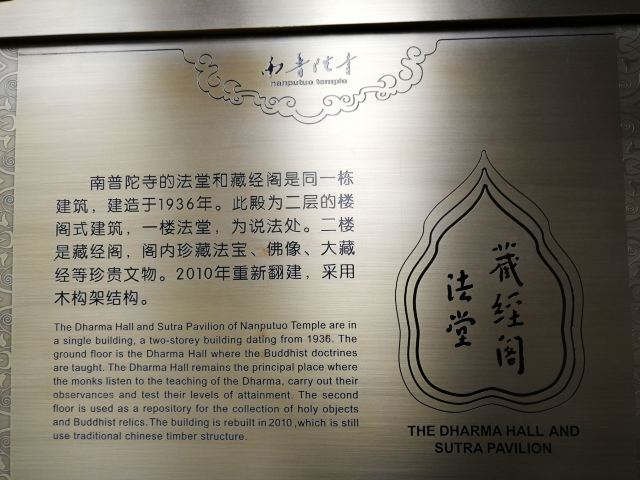 南普陀寺
nanputuo temple
南普陀寺的法堂和藏经阁是同一栋
建筑，建造于1936年。此殿为二层的楼
阁式建筑，一楼法堂，为说法处。二楼
是藏经阁，阁内珍藏法宝、佛像、大藏
经等珍贵文物。2010年重新翻建，采用
木构架结构。
The Dharma Hall and Sutra Pavilion of Nanputuo Temple are in
a single building, a two-storey building dating from 1936. The
ground floor is the Dharma Hall where the Buddhist doctrines
are taught. The Dharma Hall remains the principal place where
the monks listen to the teaching of the Dharma, carry out their
observances and test their levels of attainment. The second
floor is used as a repository for the collection of holy objects
and Buddhist relics. The building is rebuilt in 2010 ,which is still
use traditional chinese timber structure.
藏經阁
法堂
THE DHARMA HALL AND
SUTRA PAVILION